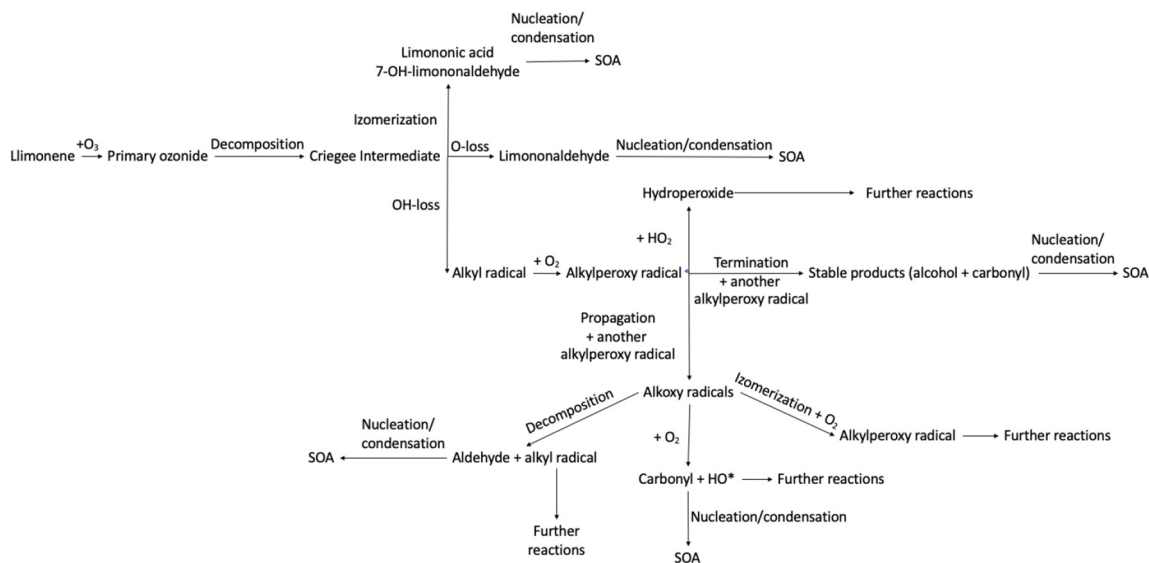 Nucleation/
condensation
Limononic acid
7-OH-limononaldehyde
SOA
Izomerization
Llimonene
+O₃
Primary ozonide
Decomposition
Criegee Intermediate
O-loss
Limononaldehyde
Nucleation/condensation
SOA
OH-loss
Hydroperoxide
Further reactions
+ HO₂
Alkyl radical
+ O₂
Alkylperoxy radical
Termination
+ another
alkylperoxy radical
Stable products (alcohol + carbonyl)
Nucleation/
condensation
SOA
Propagation
+ another
alkylperoxy radical
Alkoxy radicals
Decomposition
Izomerization + O₂
Nucleation/
condensation
SOA
Aldehyde + alkyl radical
+ O₂
Alkylperoxy radical
Further reactions
Carbonyl + HO*
Further reactions
Further
reactions
Nucleation/condensation
SOA